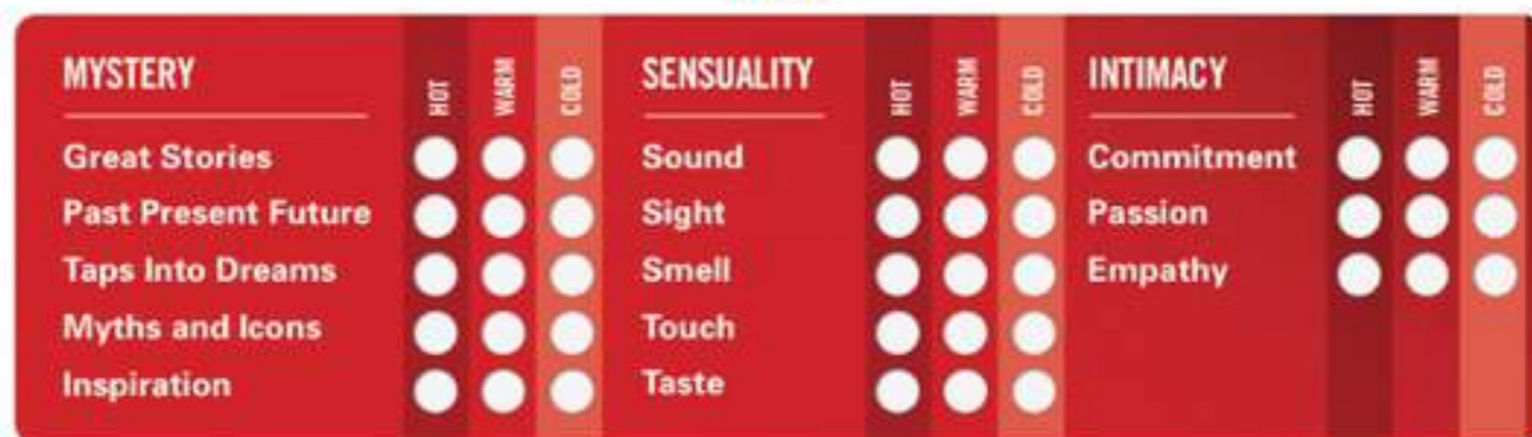 MYSTERY
HOT
WARM
COLD
Great Stories
Past Present Future
Taps Into Dreams
Myths and Icons
Inspiration
SENSUALITY
HOT
WARM
COLD
Sound
Sight
Smell
Touch
Taste
INTIMACY
HOT
WARM
COLD
Commitment
Passion
Empathy